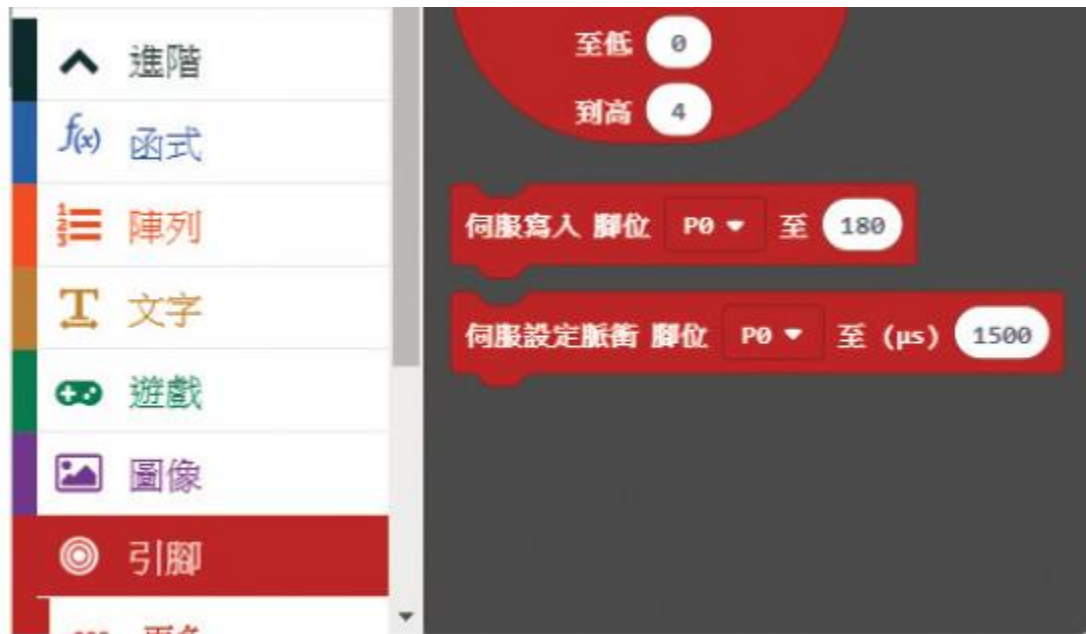 進階
f(x) 函式
陣列
文字
遊戲
圖像
引腳
至低 0
到高 4
伺服寫入 腳位 P0 至 180
伺服設定脈衝 腳位 P0 至 (μs) 1500